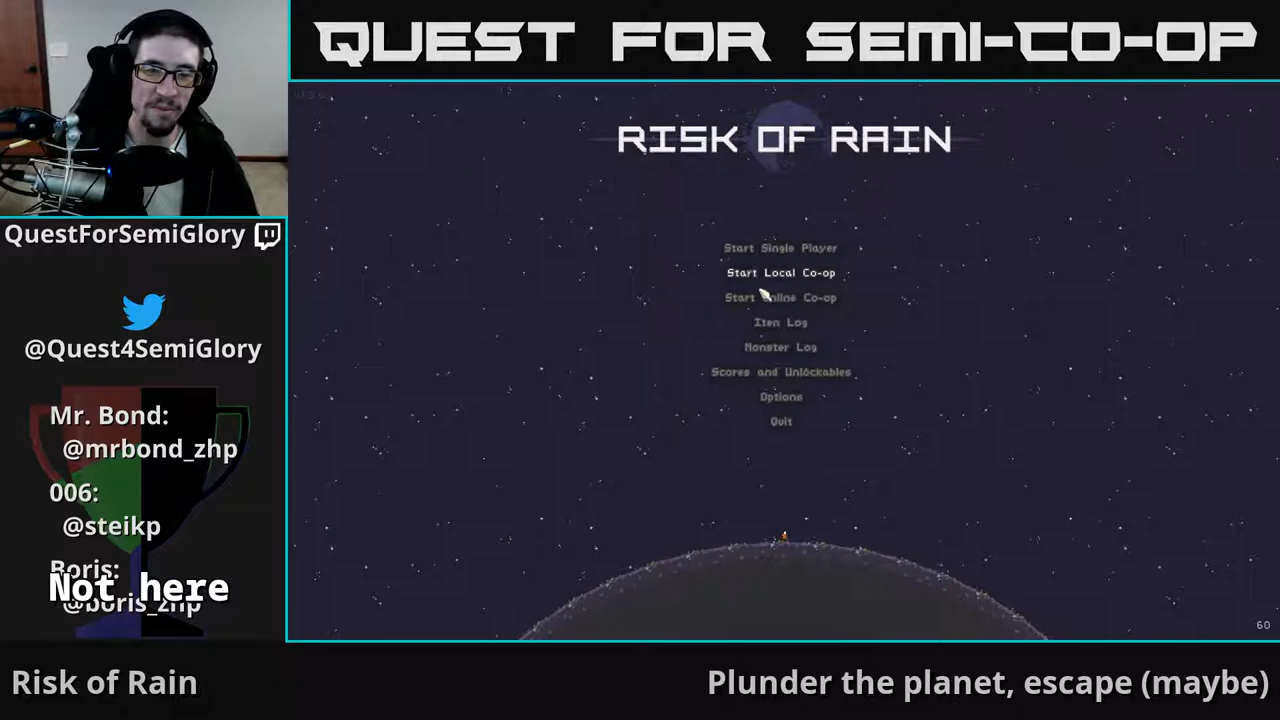 QUEST FOR SEMI-CO-OP
QuestForSemiGlory
@Quest4SemiGlory
Mr. Bond:
@mrbond_zhp
006:
@steikp
Boris:
@boris_zhp
Not here
RISK OF RAIN
Start Single Player
Start Local Co-op
Start Online Co-op
Item Log
Monster Log
Scores and Unlockables
Options
Quit
60
Risk of Rain
Plunder the planet, escape (maybe)